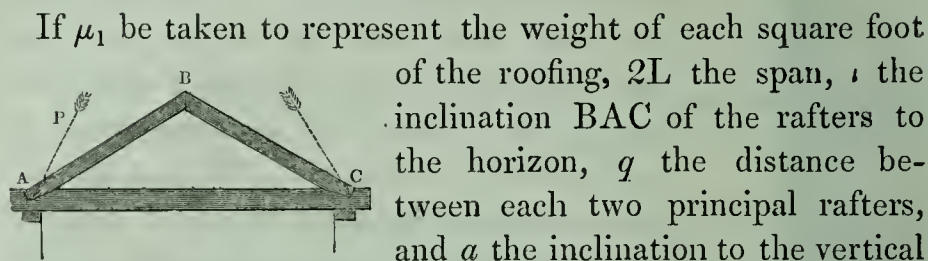 If μ₁ be taken to represent the weight of each square foot
of the roofing, 2L the span, ι the
inclination BAC of the rafters to
the horizon, q the distance be-
tween each two principal rafters,
and a the inclination to the vertical
B
P
A
C